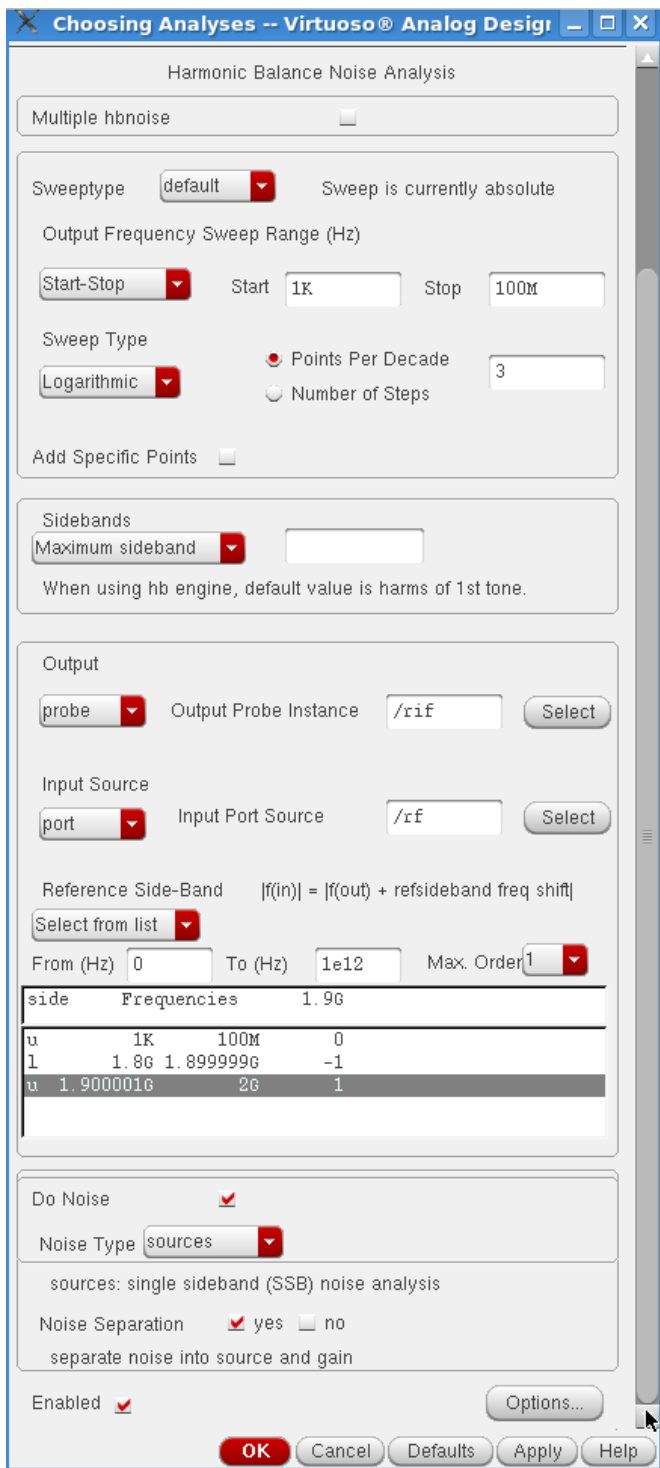 Choosing Analyses -- Virtuoso® Analog Desigr
Harmonic Balance Noise Analysis
Multiple hbnoise
Sweeptype default Sweep is currently absolute
Output Frequency Sweep Range (Hz)
Start-Stop Start 1K Stop 100M
Sweep Type
Logarithmic Points Per Decade 3
Number of Steps
Add Specific Points
Sidebands
Maximum sideband
When using hb engine, default value is harms of 1st tone.
Output
probe Output Probe Instance /rif Select
Input Source
port Input Port Source /rf Select
Reference Side-Band |f(in)| = |f(out) + refsideband freq shift|
Select from list
From (Hz) 0 To (Hz) 1e12 Max. Order 1
side Frequencies 1.9G
u 1K 100M 0
l 1.8G 1.899999G -1
u 1.900001G 2G 1
Do Noise
Noise Type sources
sources: single sideband (SSB) noise analysis
Noise Separation yes no
separate noise into source and gain
Enabled Options...
OK Cancel Defaults Apply Help